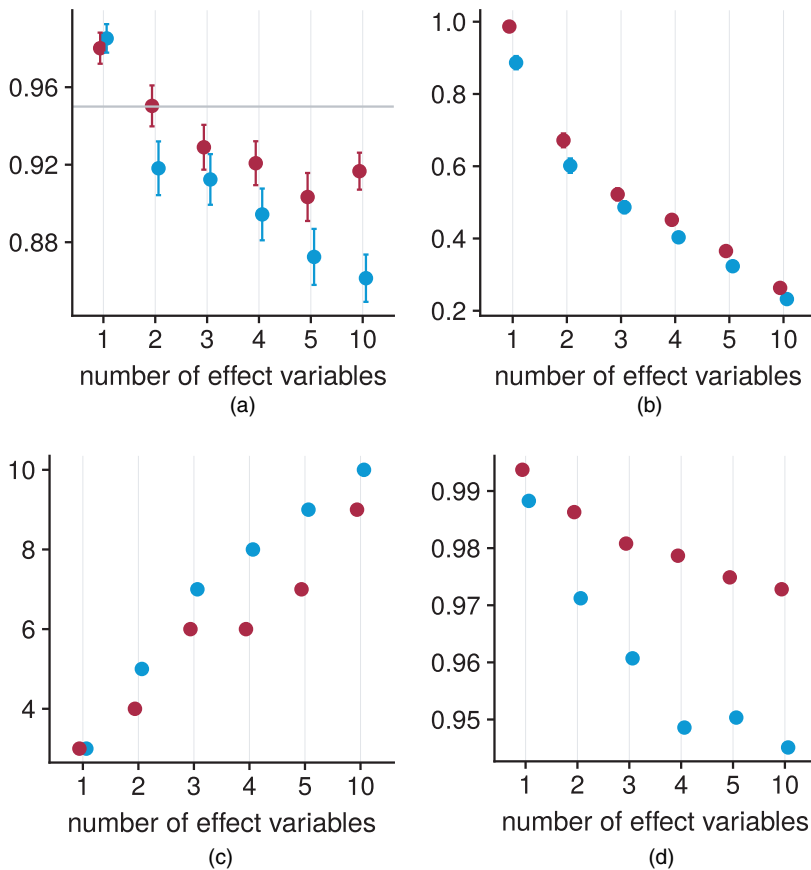 0.96
0.92
0.88
1 2 3 4 5 10
number of effect variables
(a)
1.0
0.8
0.6
0.4
0.2
1 2 3 4 5 10
number of effect variables
(b)
10
8
6
4
1 2 3 4 5 10
number of effect variables
(c)
0.99
0.98
0.97
0.96
0.95
1 2 3 4 5 10
number of effect variables
(d)